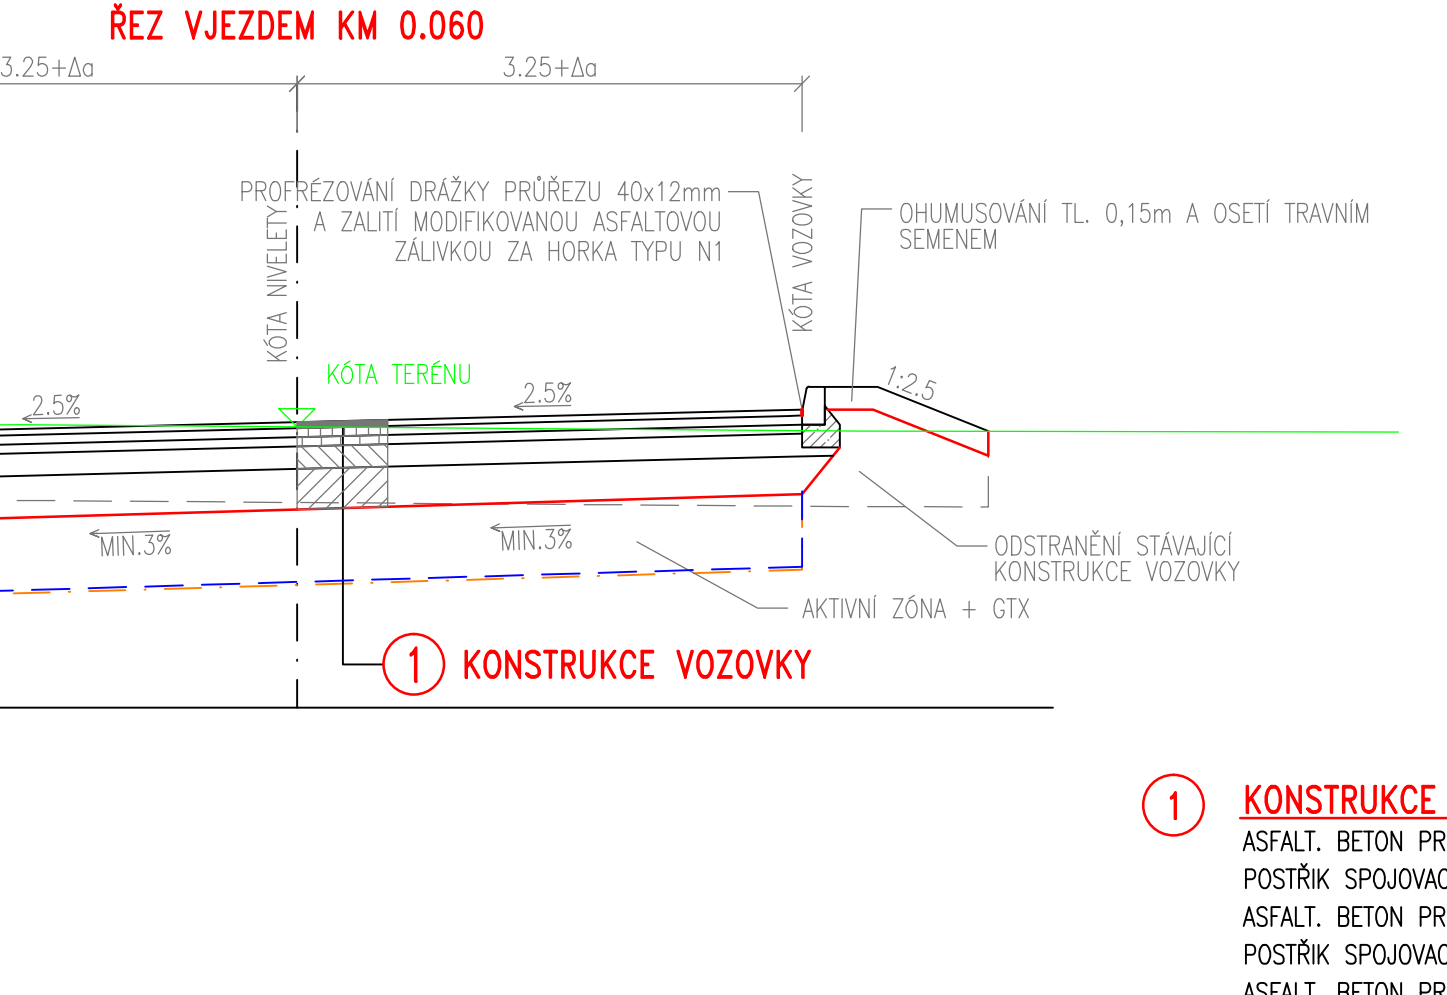 ŘEZ VJEZDEM KM 0.060
3.25+Δa
3.25+Δa
PROFRÉZOVÁNÍ DRÁŽKY PRŮŘEZU 40x12mm
A ZALITÍ MODIFIKOVANOU ASFALTOVOU
ZÁLIVKOU ZA HORKA TYPU N1
KÓTA NIVELETY
KÓTA VOZOVKY
OHUMUSOVÁNÍ TL. 0,15m A OSETÍ TRAVNÍM
SEMENEM
KÓTA TERÉNU
2.5%
2.5%
1:2.5
MIN.3%
MIN.3%
ODSTRANĚNÍ STÁVAJÍCÍ
KONSTRUKCE VOZOVKY
AKTIVNÍ ZÓNA + GTX
1 KONSTRUKCE VOZOVKY
1 KONSTRUKCE
ASFALT. BETON PR
POSTŘIK SPOJOVAC
ASFALT. BETON PR
POSTŘIK SPOJOVAC
ASFALT. BETON PR